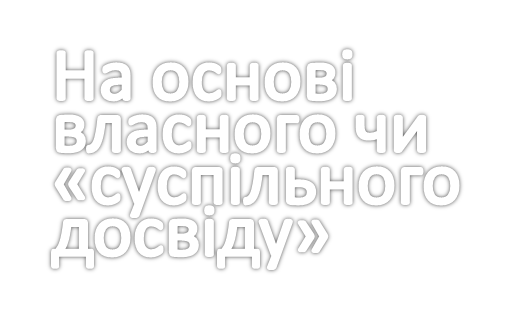 На основі
власного чи
«суспільного
досвіду»